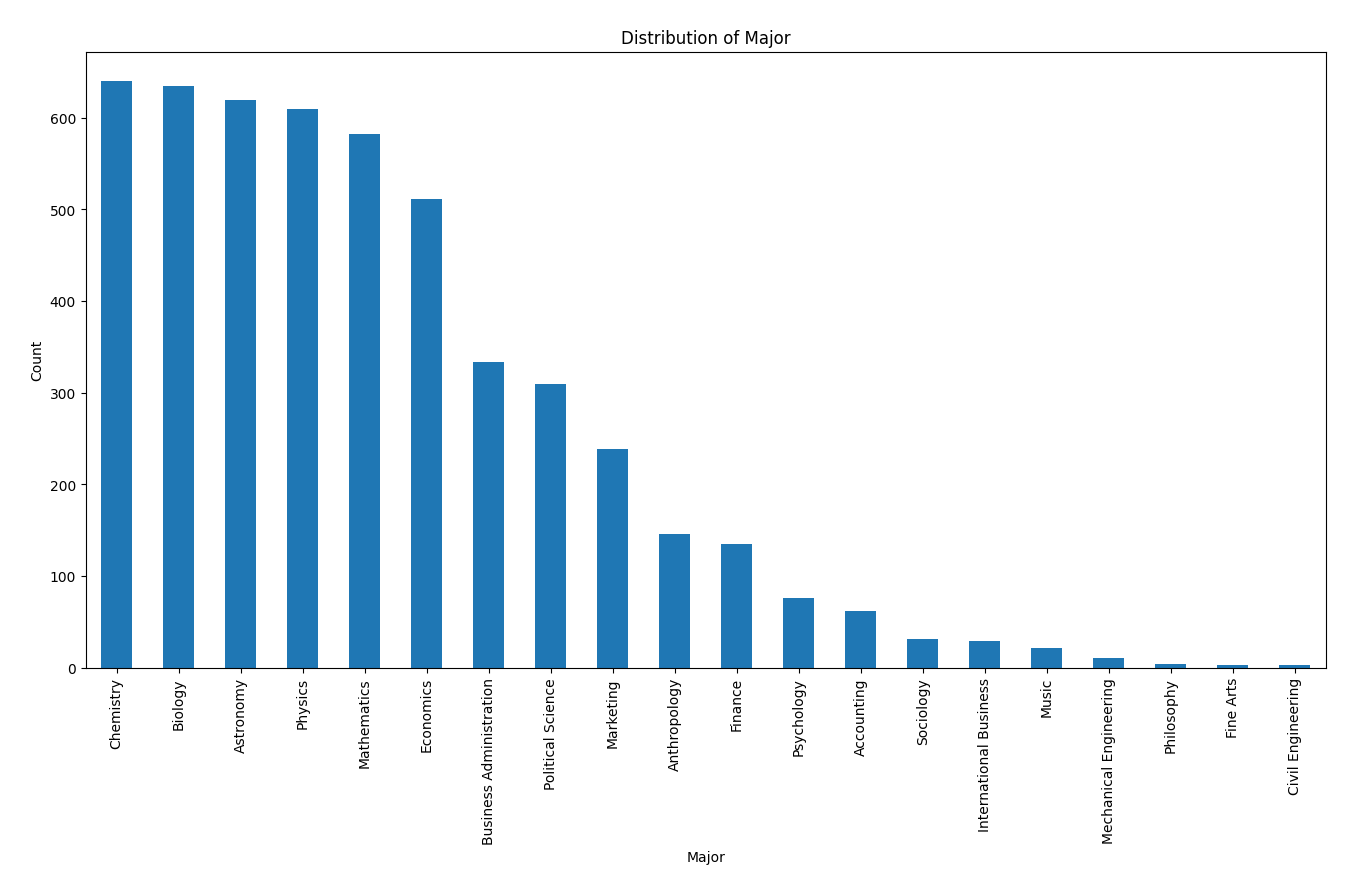 Distribution of Major
600
500
400
300
200
100
0
Count
Chemistry
Biology
Astronomy
Physics
Mathematics
Economics
Business Administration
Political Science
Marketing
Anthropology
Finance
Psychology
Accounting
Sociology
International Business
Music
Mechanical Engineering
Philosophy
Fine Arts
Civil Engineering
Major